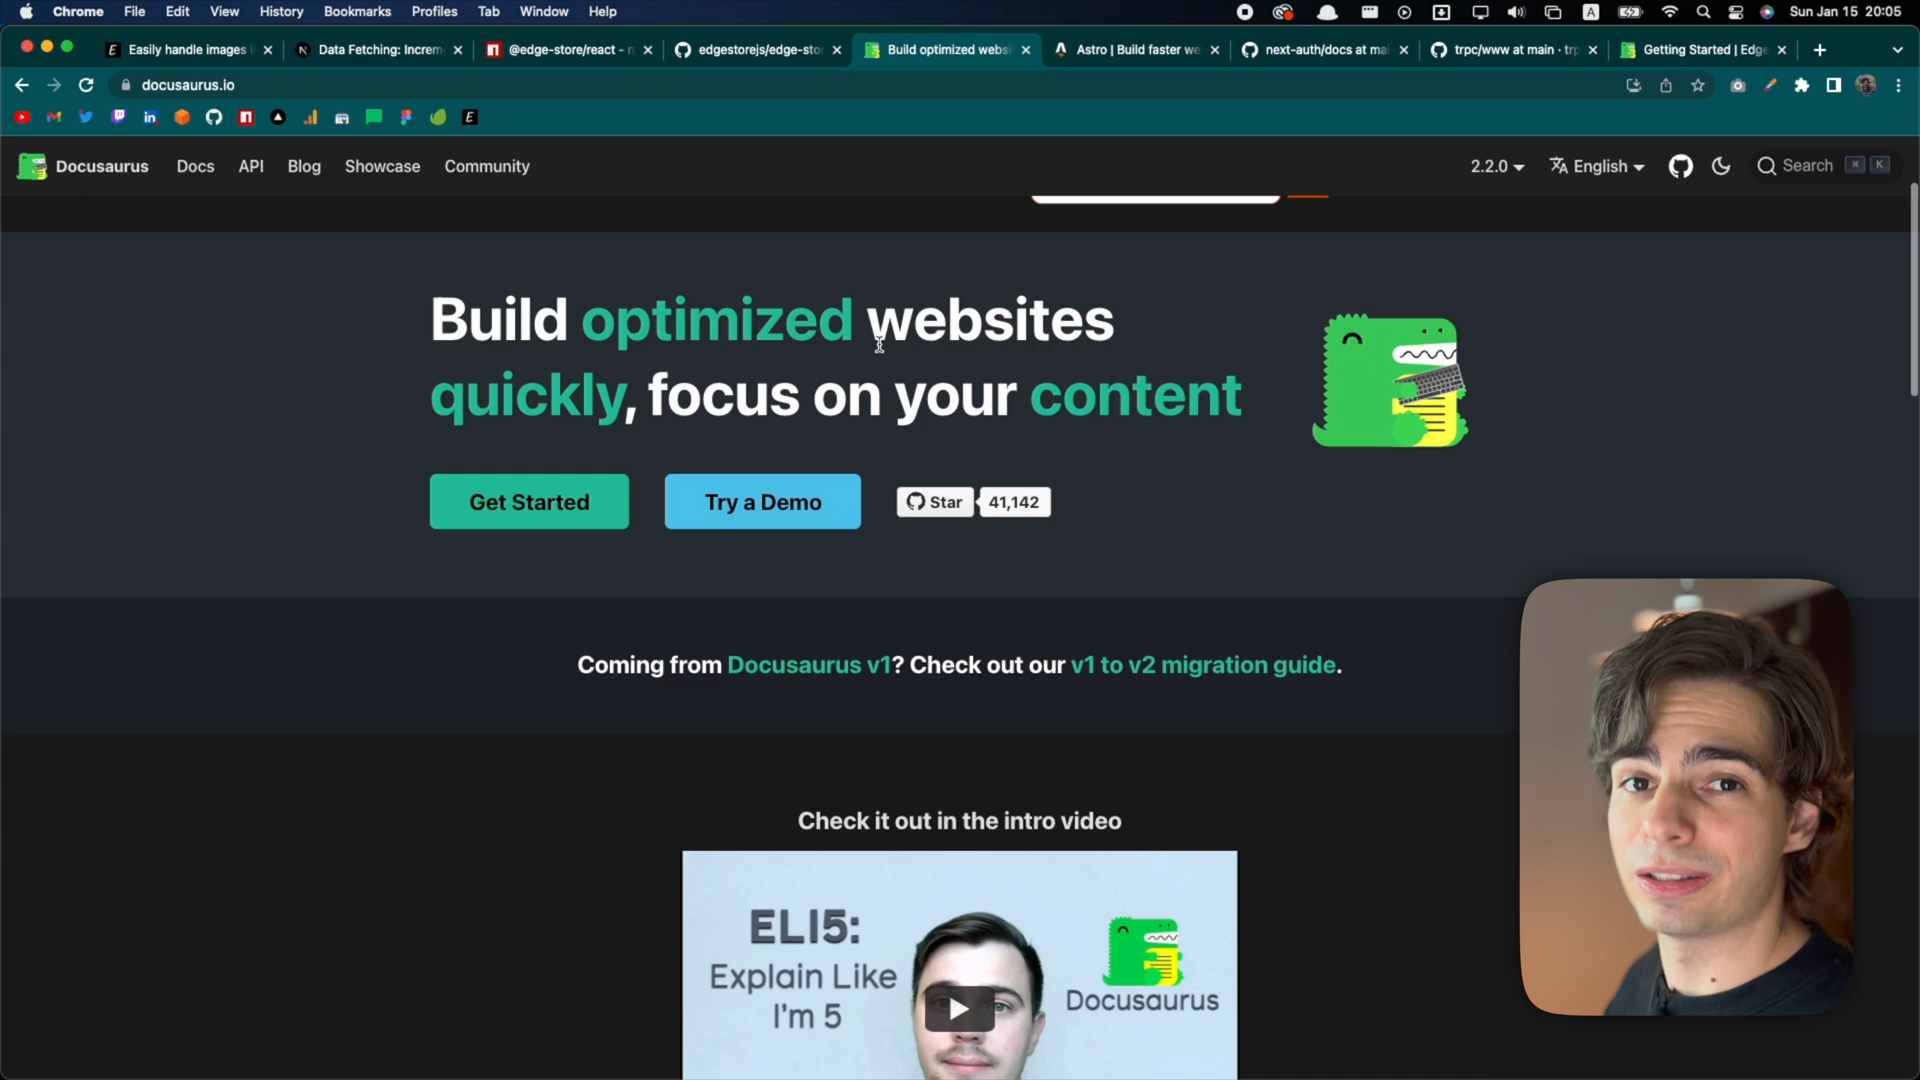 Chrome File Edit View History Bookmarks Profiles Tab Window Help A Sun Jan 15 20:05
Easily handle images Data Fetching: Increm @edge-store/react - n edgestorejs/edge-sto Build optimized websi Astro | Build faster we next-auth/docs at mai trpc/www at main · trp Getting Started | Edge
docusaurus.io
Docusaurus Docs API Blog Showcase Community 2.2.0 English Search ⌘ K
Build optimized websites
quickly, focus on your content
Get Started Try a Demo Star 41,142
Coming from Docusaurus v1? Check out our v1 to v2 migration guide.
Check it out in the intro video
ELI5:
Explain Like
I'm 5
Docusaurus